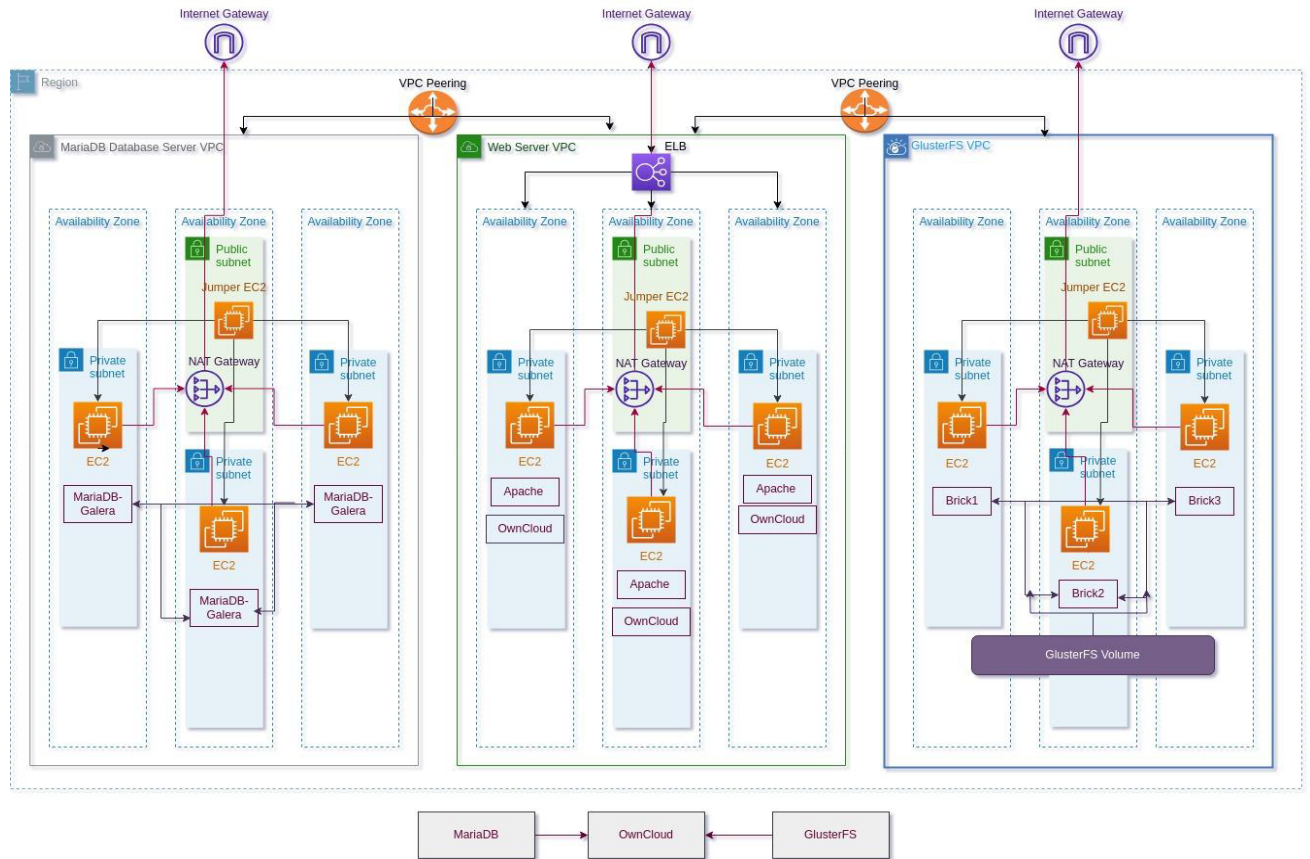 Internet Gateway
Internet Gateway
Internet Gateway
Region
VPC Peering
VPC Peering
MariaDB Database Server VPC
Web Server VPC
ELB
GlusterFS VPC
Availability Zone
Availability Zone
Availability Zone
Availability Zone
Availability Zone
Availability Zone
Availability Zone
Availability Zone
Availability Zone
Public
subnet
Public
subnet
Public
subnet
Jumper EC2
Jumper EC2
Jumper EC2
Private
subnet
NAT Gateway
Private
subnet
Private
subnet
NAT Gateway
Private
subnet
Private
subnet
NAT Gateway
Private
subnet
EC2
EC2
EC2
EC2
EC2
EC2
Private
subnet
Private
subnet
Private
subnet
MariaDB-
Galera
MariaDB-
Galera
Apache
OwnCloud
Apache
OwnCloud
Brick1
Brick3
EC2
EC2
EC2
MariaDB-
Galera
Apache
OwnCloud
Brick2
GlusterFS Volume
MariaDB
OwnCloud
GlusterFS